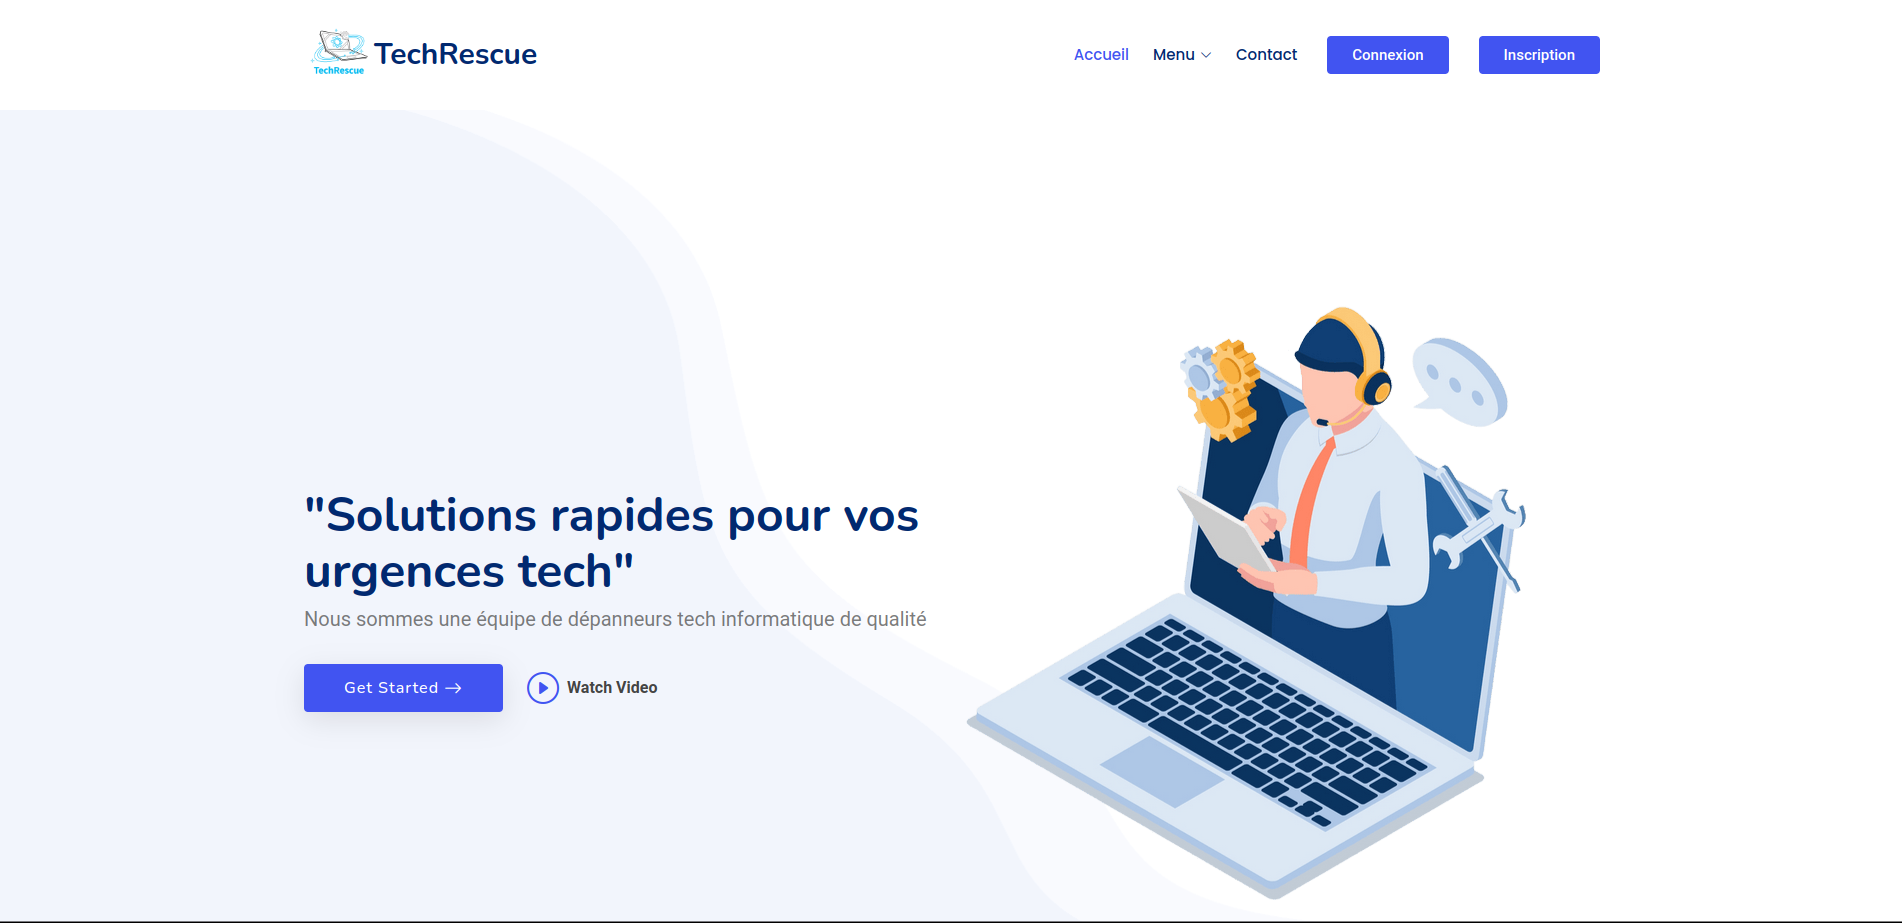 TechRescue
TechRescue
Accueil
Menu
Contact
Connexion
Inscription
"Solutions rapides pour vos
urgences tech"
Nous sommes une équipe de dépanneurs tech informatique de qualité
Get Started →
Watch Video